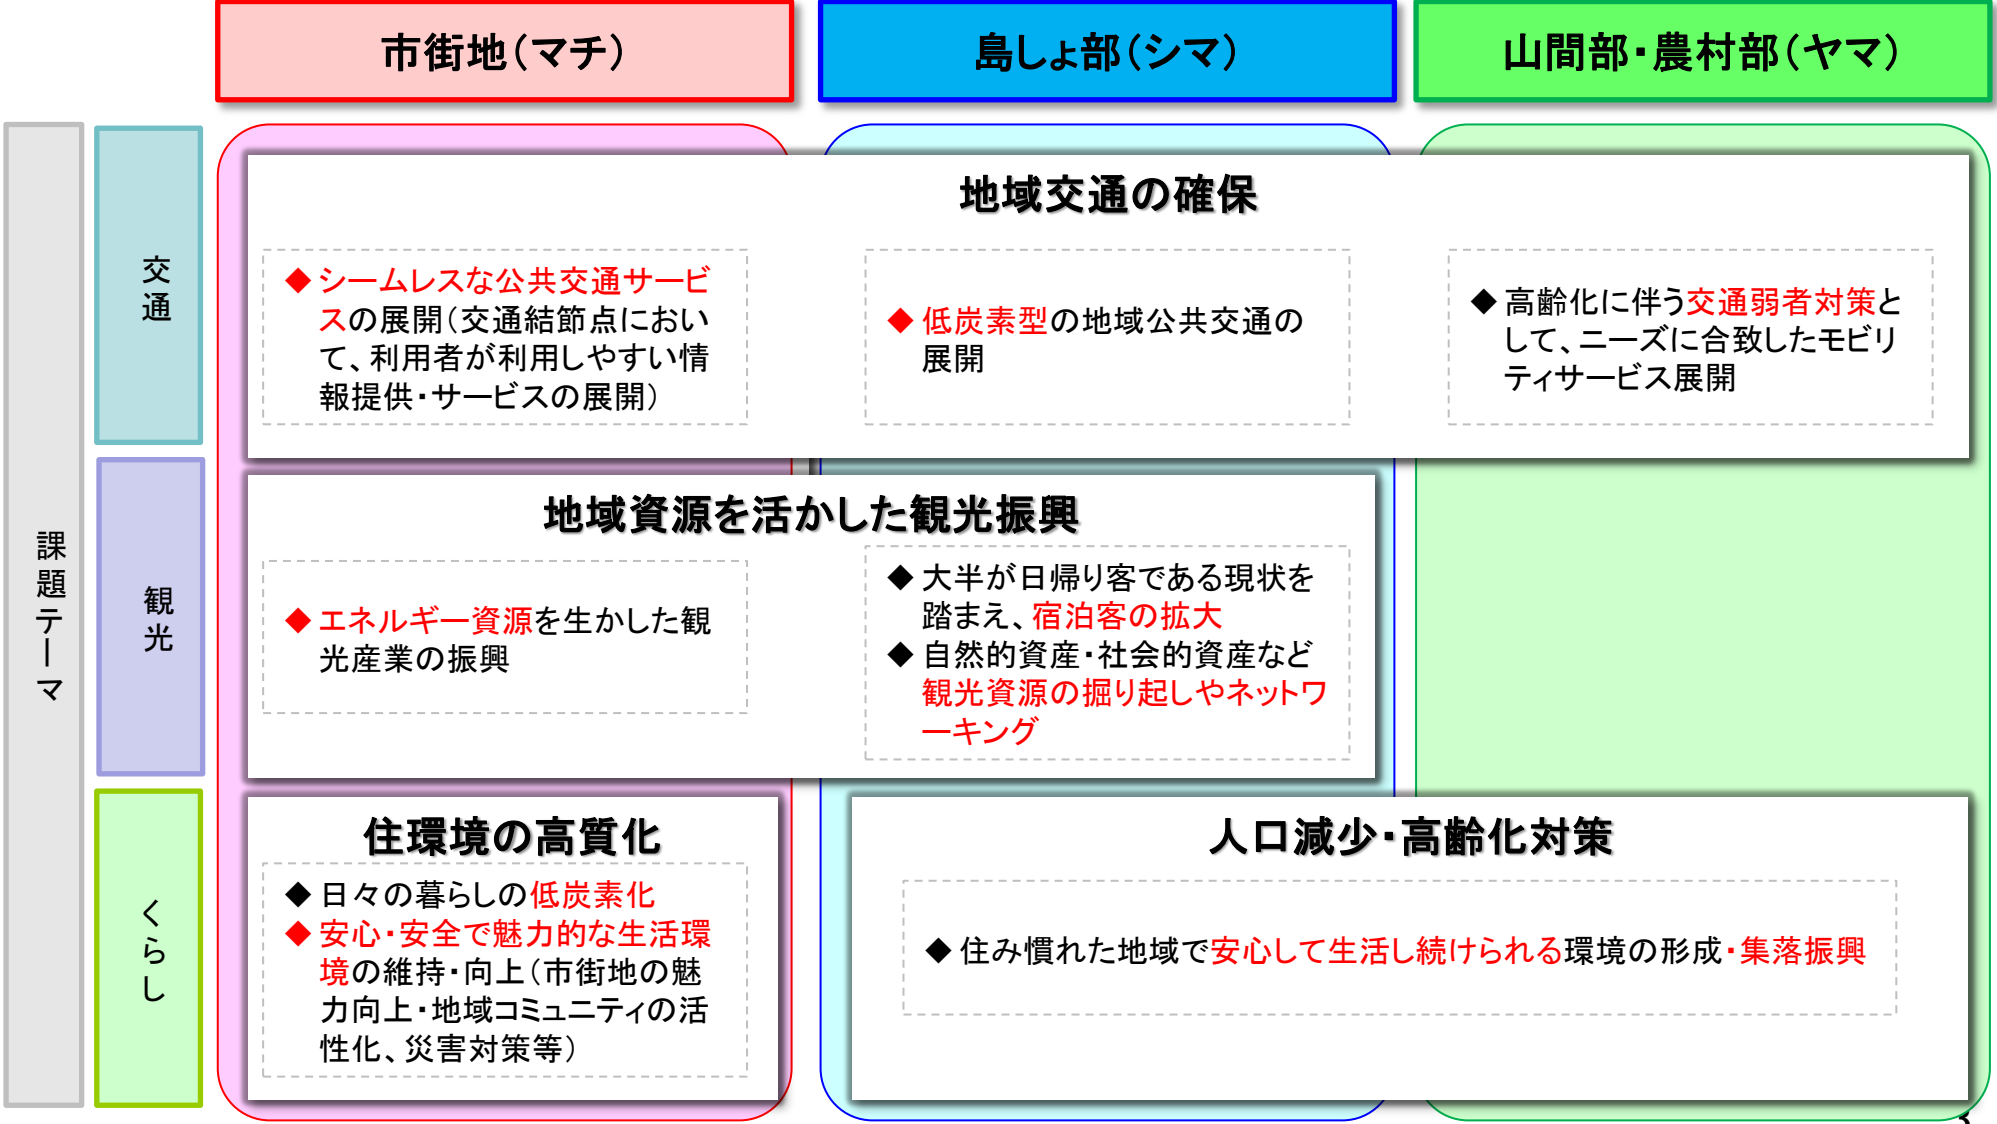 市街地（マチ）
島しょ部（シマ）
山間部・農村部（ヤマ）
課題テーマ
交通
地域交通の確保
◆シームレスな公共交通サービ
スの展開（交通結節点におい
て、利用者が利用しやすい情
報提供・サービスの展開）
◆低炭素型の地域公共交通の
展開
◆高齢化に伴う交通弱者対策と
して、ニーズに合致したモビリ
ティサービス展開
観光
地域資源を活かした観光振興
◆エネルギー資源を生かした観
光産業の振興
◆大半が日帰り客である現状を
踏まえ、宿泊客の拡大
◆自然的資産・社会的資産など
観光資源の掘り起しやネットワ
ーキング
くらし
住環境の高質化
◆日々の暮らしの低炭素化
◆安心・安全で魅力的な生活環
境の維持・向上（市街地の魅
力向上・地域コミュニティの活
性化、災害対策等）
人口減少・高齢化対策
◆住み慣れた地域で安心して生活し続けられる環境の形成・集落振興